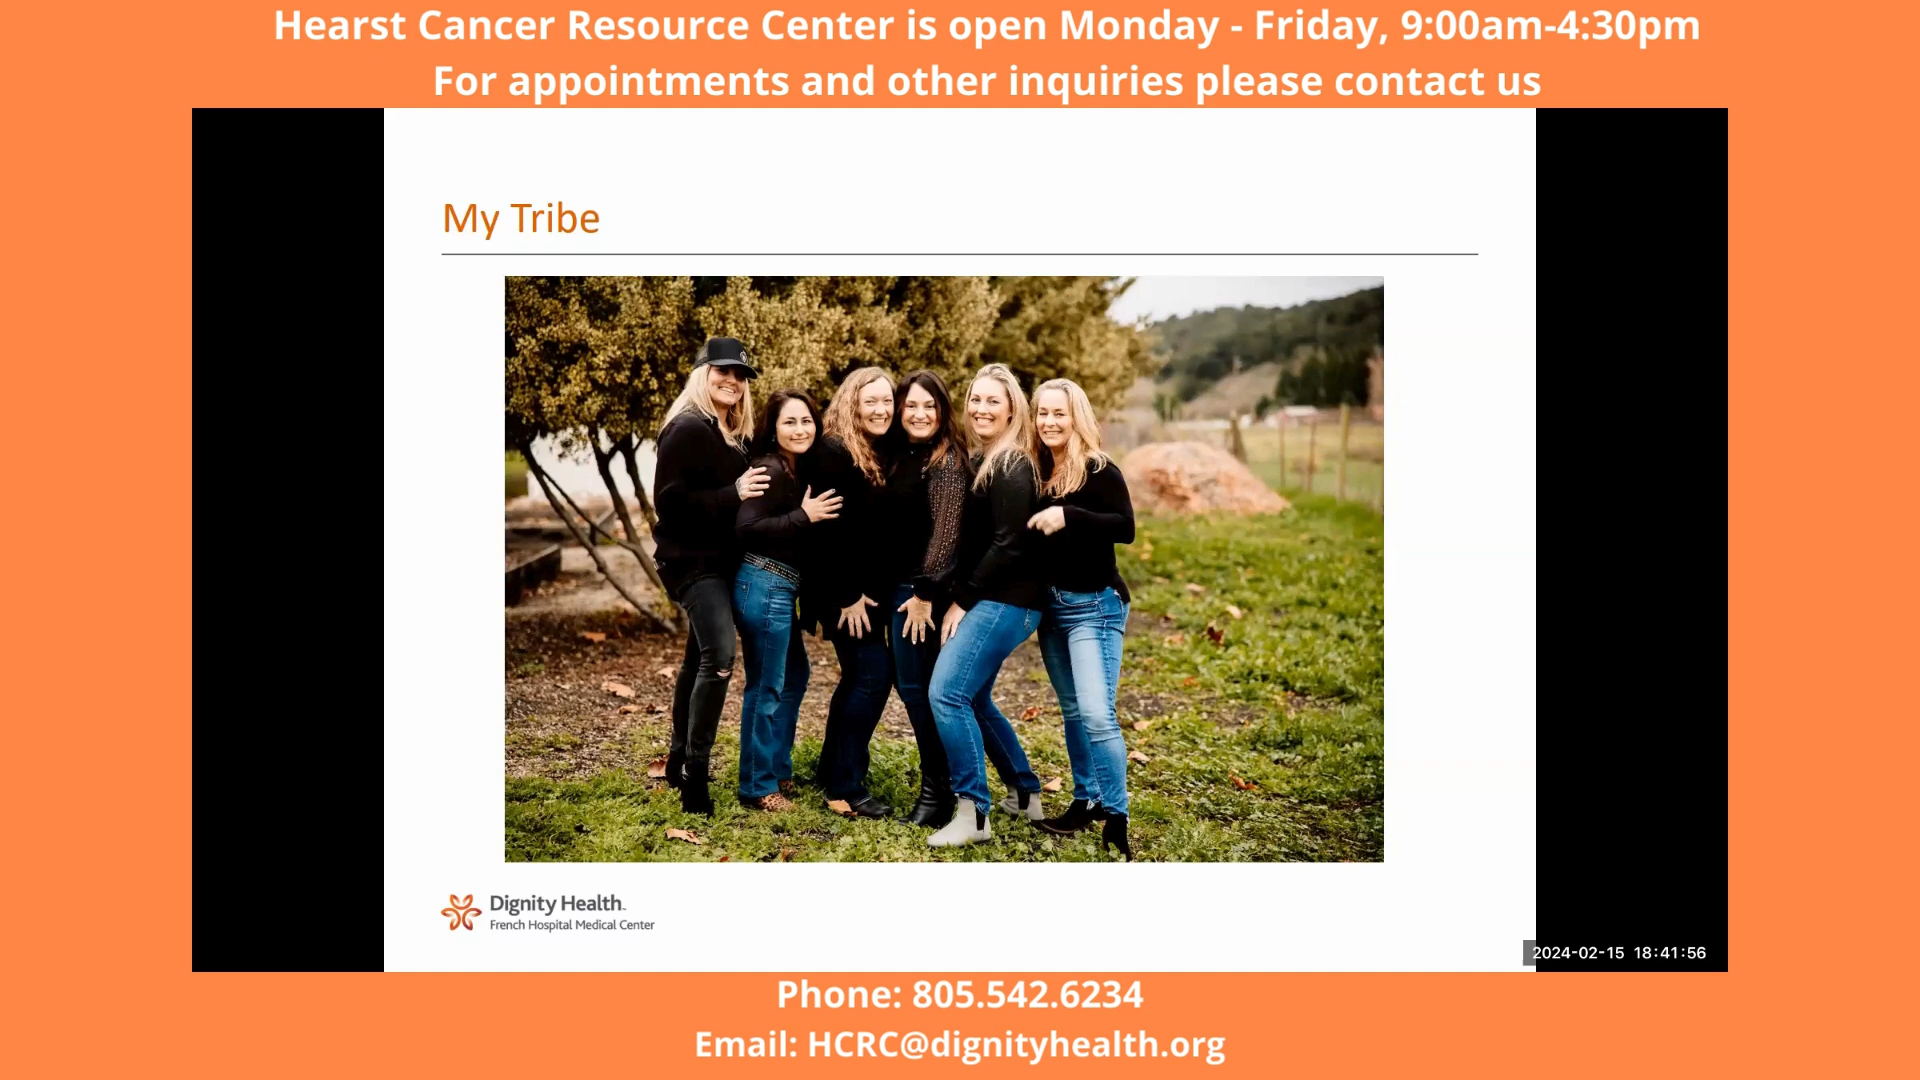 Hearst Cancer Resource Center is open Monday - Friday, 9:00am-4:30pm
For appointments and other inquiries please contact us
My Tribe
Dignity Health™
French Hospital Medical Center
2024-02-15 18:41:56
Phone: 805.542.6234
Email: HCRC@dignityhealth.org